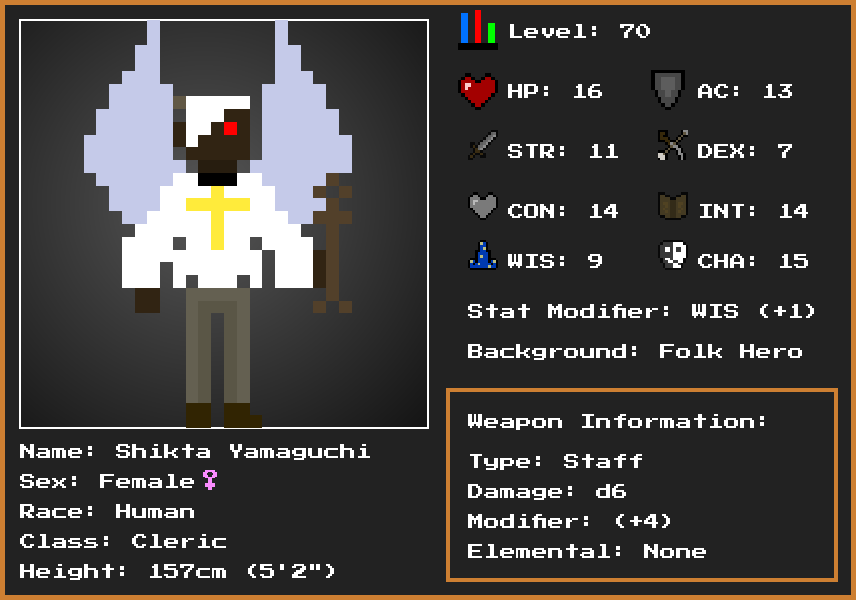 Level: 70
HP: 16
AC: 13
STR: 11
DEX: 7
CON: 14
INT: 14
WIS: 9
CHA: 15
Stat Modifier: WIS (+1)
Background: Folk Hero
Weapon Information:
Type: Staff
Damage: d6
Modifier: (+4)
Elemental: None
Name: Shikta Yamaguchi
Sex: Female♀
Race: Human
Class: Cleric
Height: 157cm (5'2")